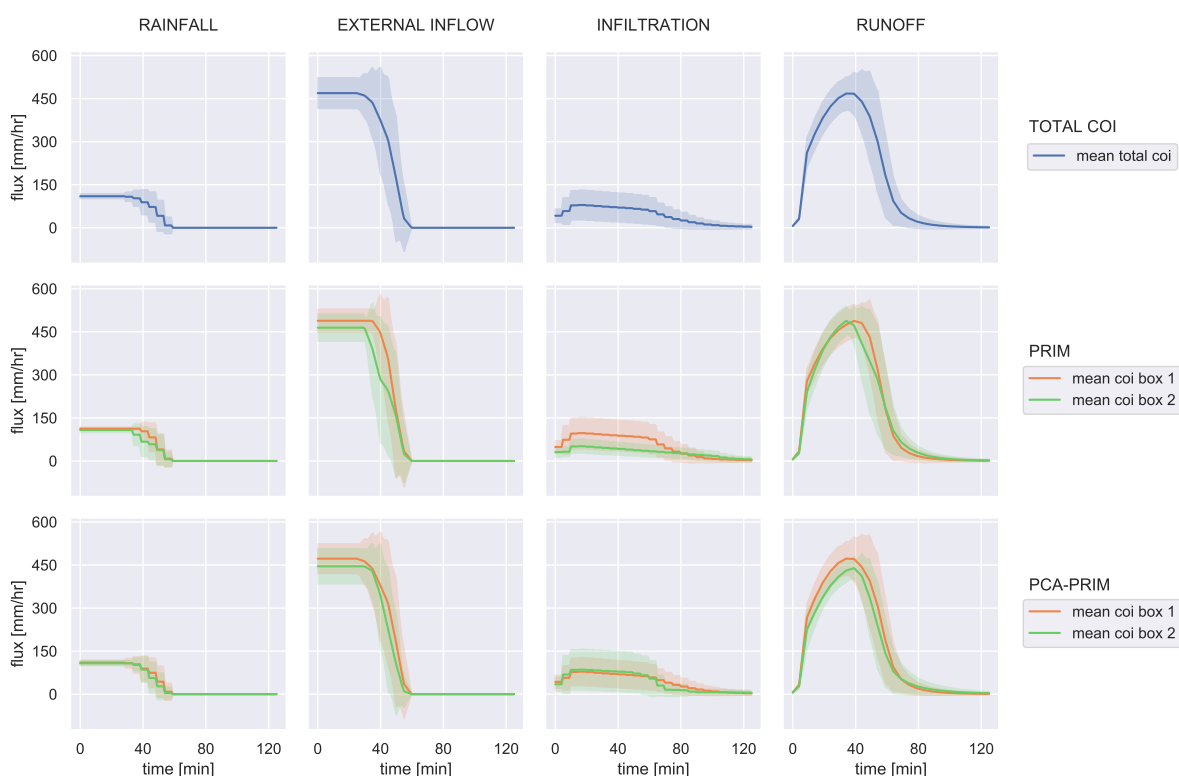 RAINFALL EXTERNAL INFLOW INFILTRATION RUNOFF
600
450
300
150
0
flux [mm/hr]
TOTAL COI
mean total coi
600
450
300
150
0
flux [mm/hr]
PRIM
mean coi box 1
mean coi box 2
600
450
300
150
0
flux [mm/hr]
PCA-PRIM
mean coi box 1
mean coi box 2
0 40 80 120 0 40 80 120 0 40 80 120 0 40 80 120
time [min] time [min] time [min] time [min]